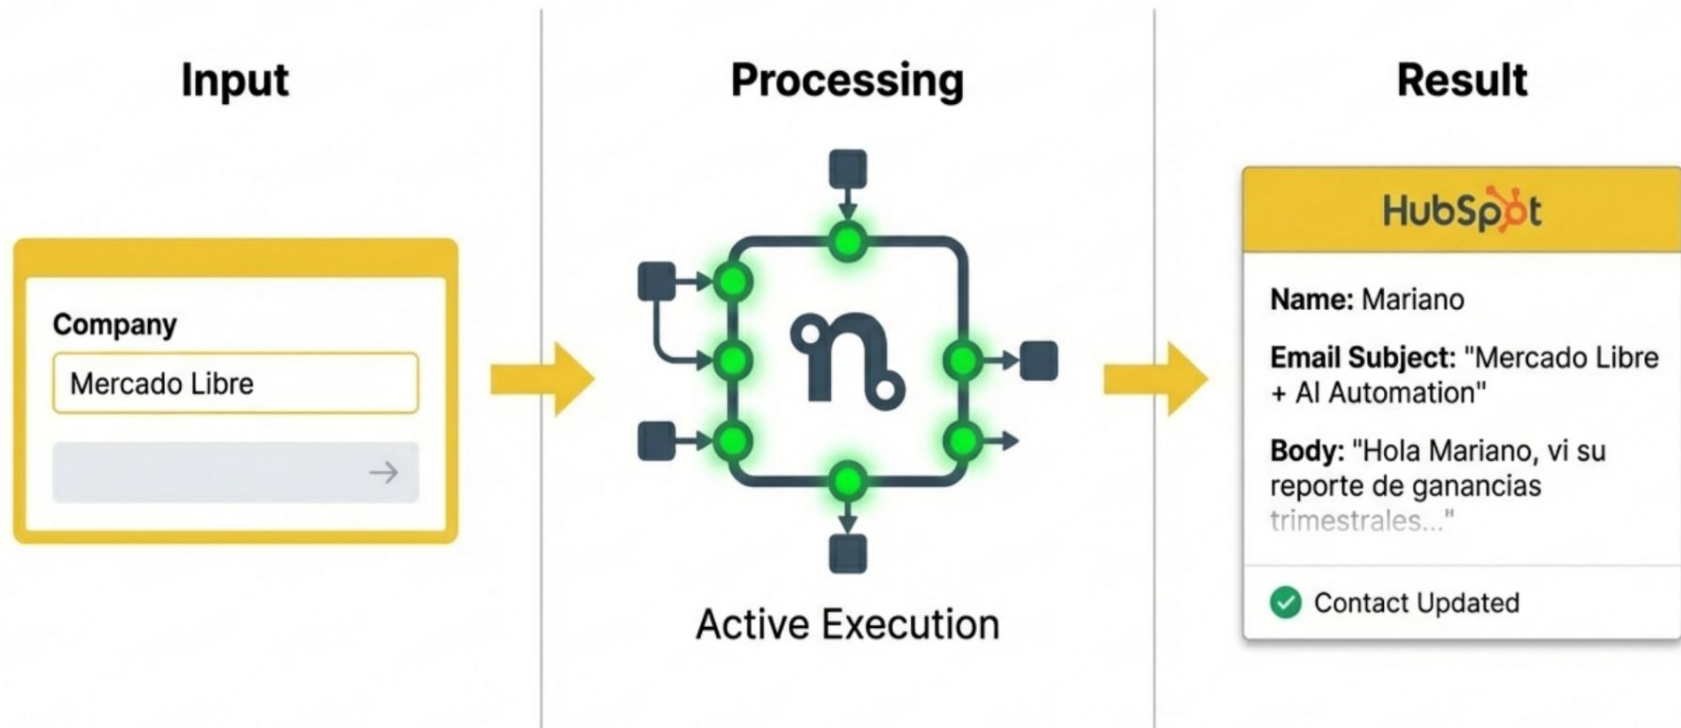 Input
Company
Mercado Libre
Processing
Active Execution
Result
HubSpot
Name: Mariano
Email Subject: "Mercado Libre
+ AI Automation"
Body: "Hola Mariano, vi su
reporte de ganancias
trimestrales..."
Contact Updated